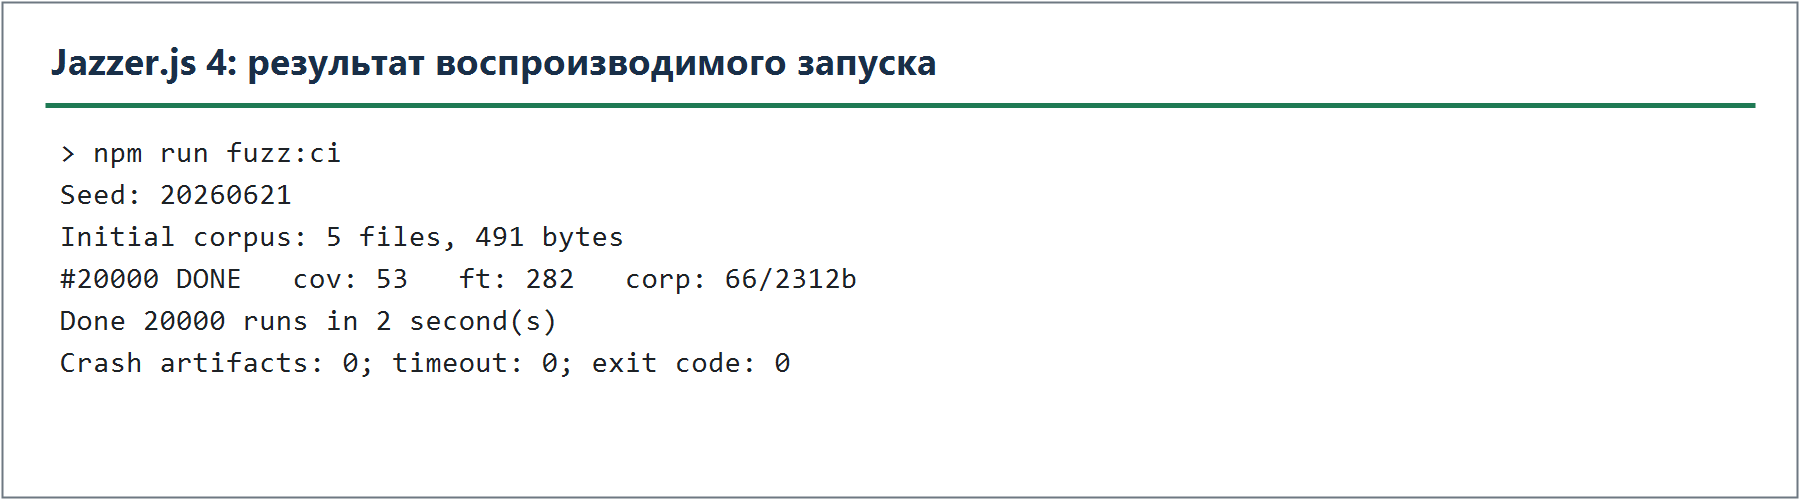 Jazzer.js 4: результат воспроизводимого запуска
> npm run fuzz:ci
Seed: 20260621
Initial corpus: 5 files, 491 bytes
#20000 DONE   cov: 53   ft: 282   corp: 66/2312b
Done 20000 runs in 2 second(s)
Crash artifacts: 0; timeout: 0; exit code: 0